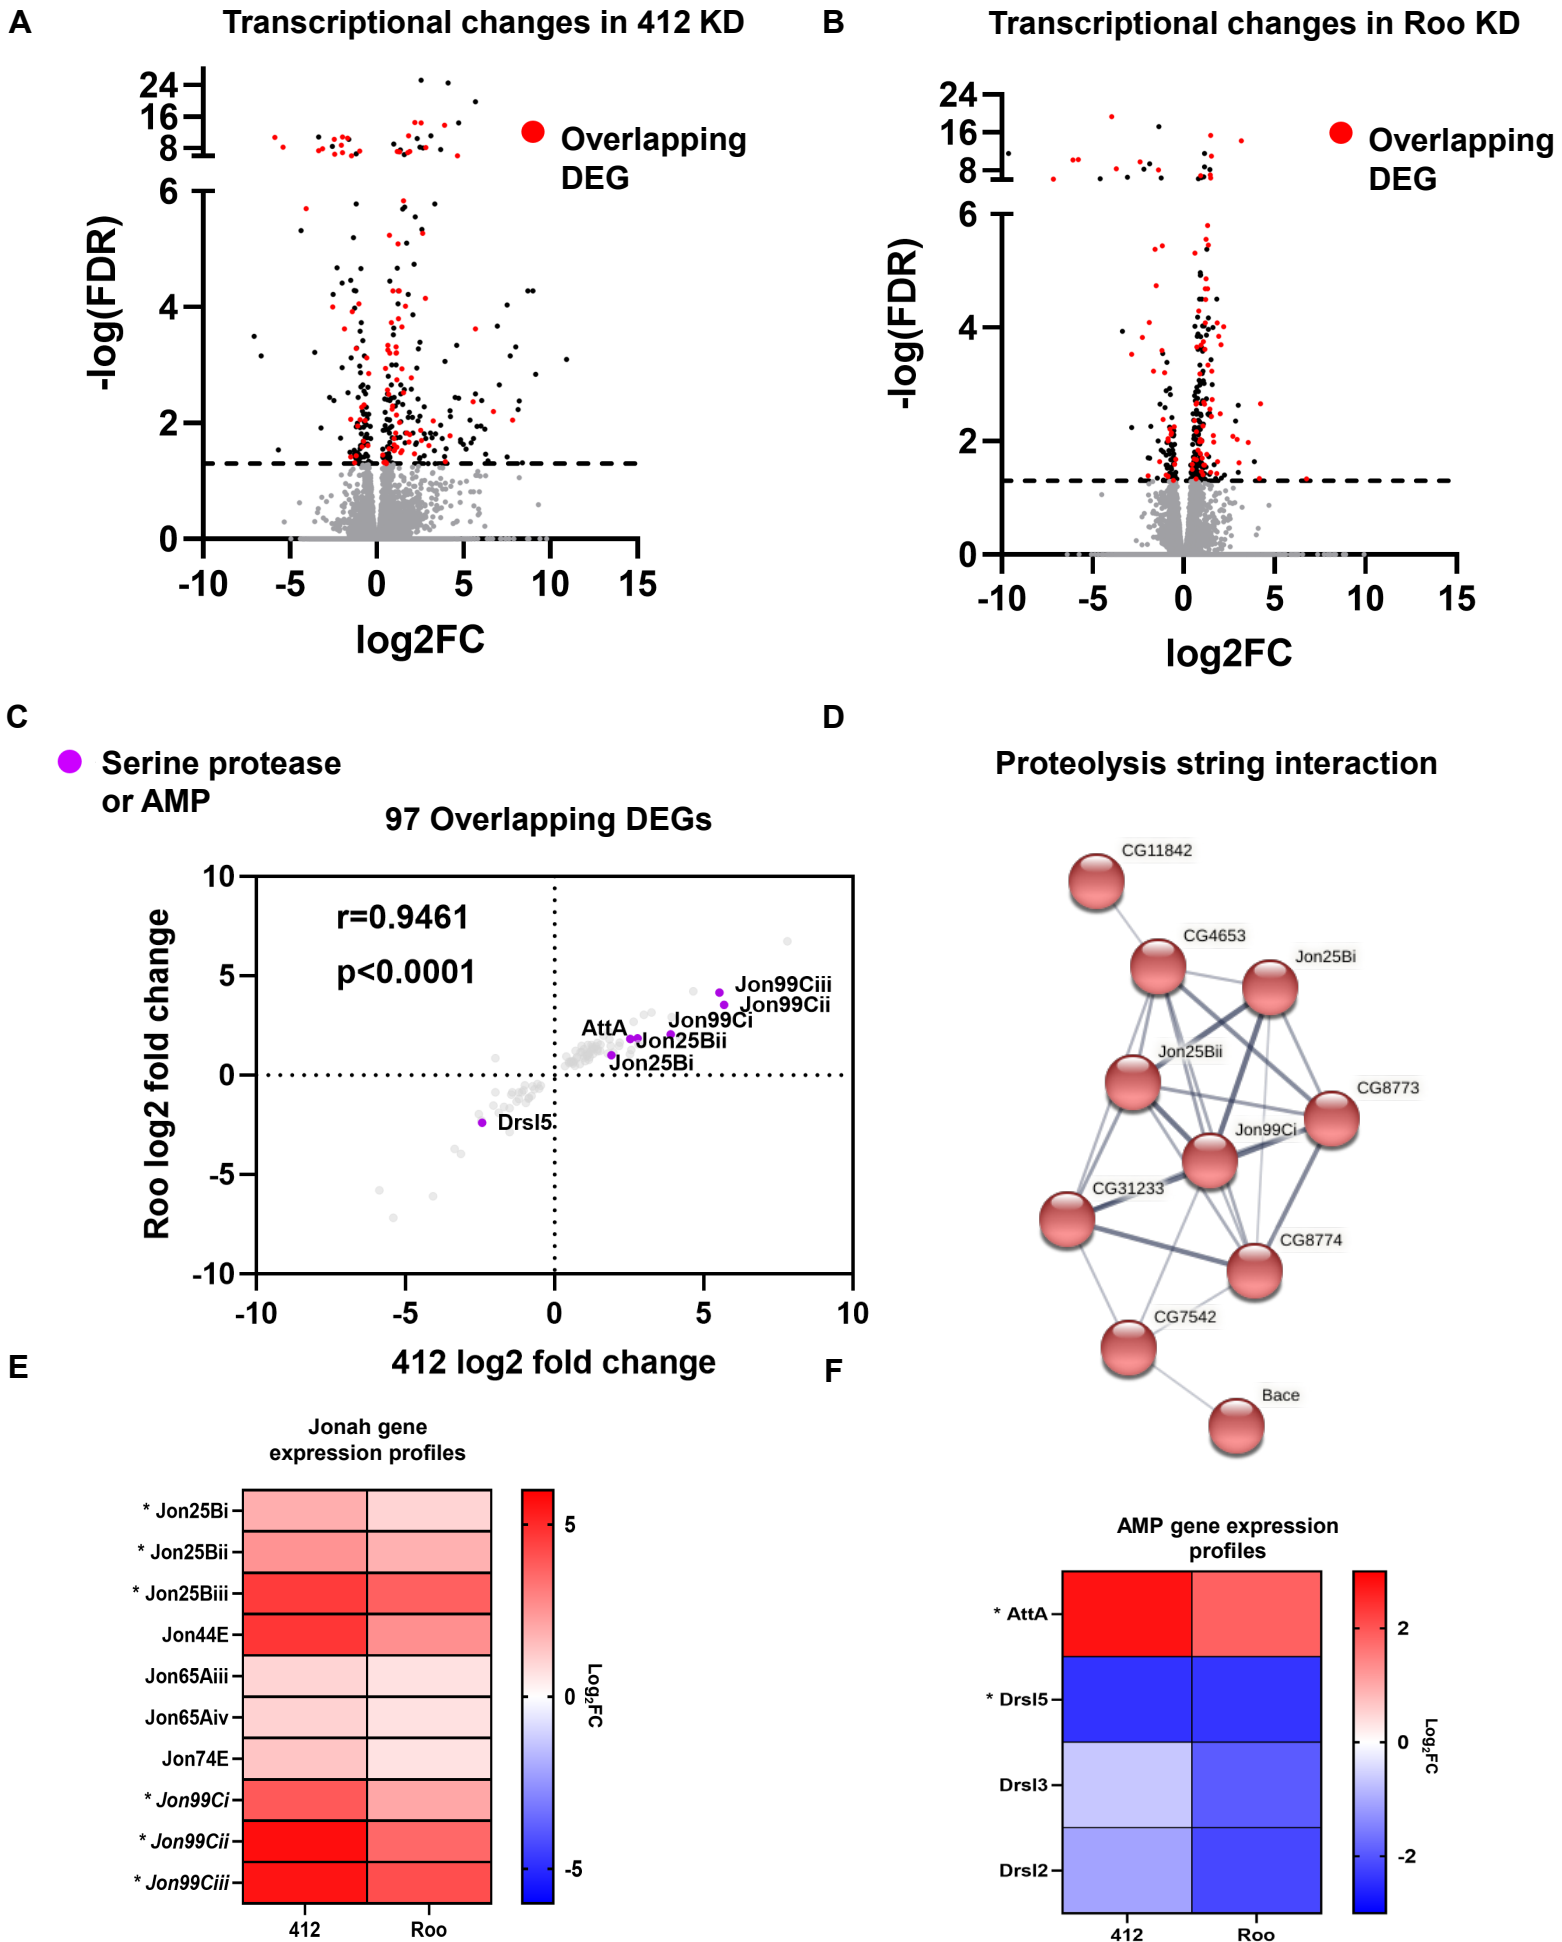 A
Transcriptional changes in 412 KD
24
16
8
6
4
2
0
-log(FDR)
Overlapping
DEG
-10
-5
0
5
10
15
log2FC
B
Transcriptional changes in Roo KD
24
16
8
6
4
2
0
-log(FDR)
Overlapping
DEG
-10
-5
0
5
10
15
log2FC
C
Serine protease
or AMP
97 Overlapping DEGs
10
5
0
-5
-10
Roo log2 fold change
r=0.9461
p<0.0001
Jon99Ciii
Jon99Cii
Jon99Ci
AttA
Jon25Bii
Jon25Bi
Drsl5
-10
-5
0
5
10
412 log2 fold change
D
Proteolysis string interaction
CG11842
CG4653
Jon25Bi
Jon25Bii
CG8773
Jon99Ci
CG31233
CG8774
CG7542
Bace
E
Jonah gene
expression profiles
* Jon25Bi
* Jon25Bii
* Jon25Biii
Jon44E
Jon65Aiii
Jon65Aiv
Jon74E
* Jon99Ci
* Jon99Cii
* Jon99Ciii
412
Roo
5
0
-5
Log₂FC
F
AMP gene expression
profiles
* AttA
* Drsl5
Drsl3
Drsl2
412
Roo
2
0
-2
Log₂FC